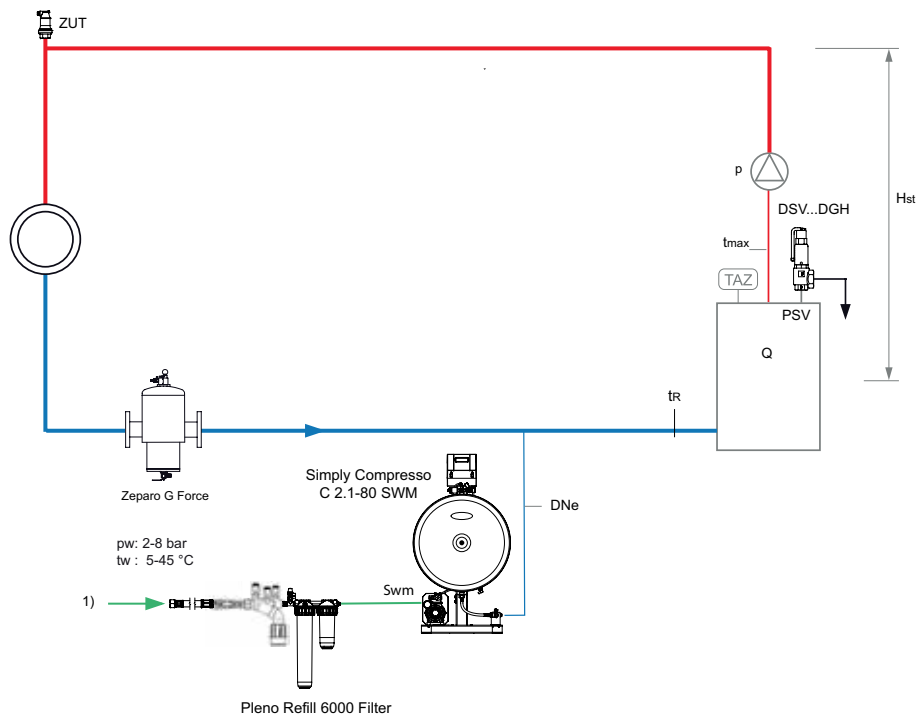 ZUT
p
Hst
DSV...DGH
tmax
TAZ
PSV
Q
tR
Simply Compresso
C 2.1-80 SWM
Zeparo G Force
DNe
pw: 2-8 bar
tw : 5-45 °C
1)
Swm
Pleno Refill 6000 Filter